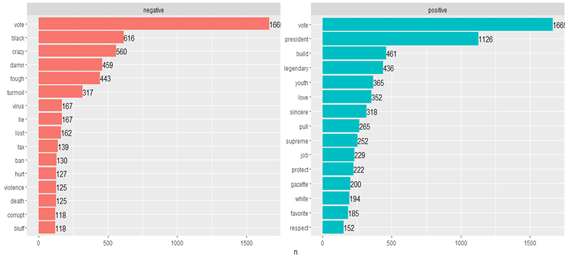 negative
vote
black 616
crazy 560
damn 459
tough 443
turmoil 317
virus 167
lie 167
lost 162
tax 139
ban 130
hurt 127
violence 125
death 125
corrupt 118
bluff 118
0 500 1000 1500
positive
vote
president 1126
build 461
legendary 436
youth 365
love 352
sincere 318
pull 265
supreme 252
job 229
protect 222
gazette 200
white 194
favorite 185
respect 152
0 500 1000 1500
n